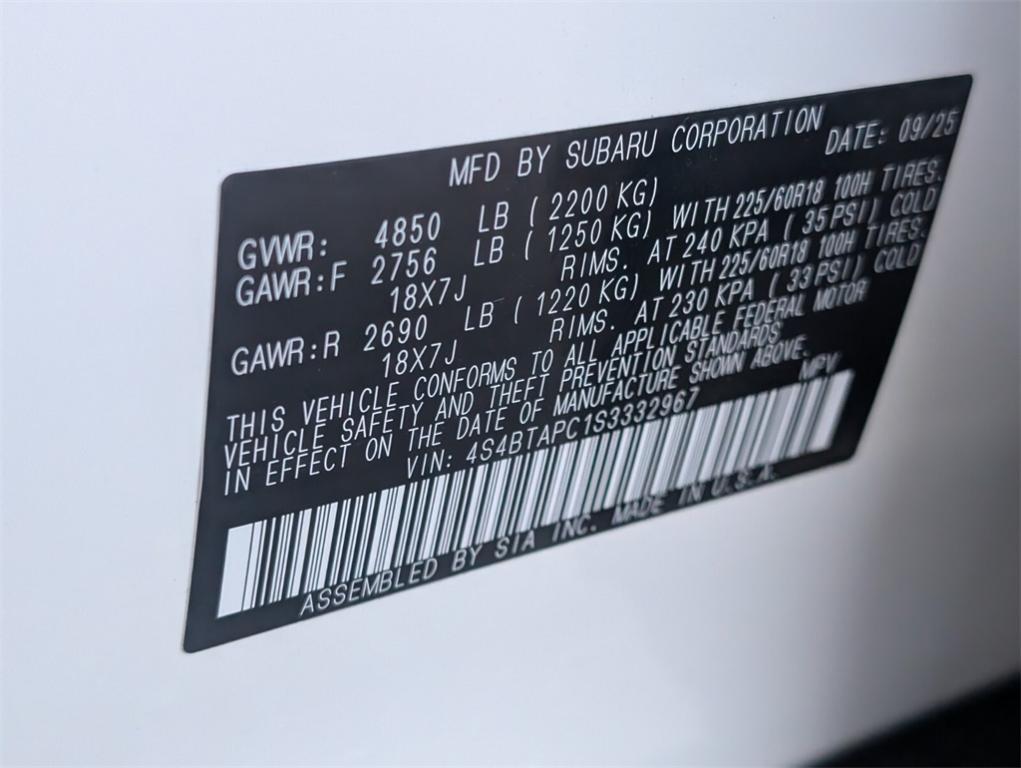 MFD BY SUBARU CORPORATION DATE: 09/25
GVWR: 4850 LB ( 2200 KG)
GAWR:F 2756 LB ( 1250 KG) WITH 225/60R18 100H TIRES.
18X7J RIMS. AT 240 KPA ( 35 PSI) COLD
GAWR:R 2690 LB ( 1220 KG) WITH 225/60R18 100H TIRES.
18X7J RIMS. AT 230 KPA ( 33 PSI) COLD
THIS VEHICLE CONFORMS TO ALL APPLICABLE FEDERAL MOTOR
VEHICLE SAFETY AND THEFT PREVENTION STANDARDS
IN EFFECT ON THE DATE OF MANUFACTURE SHOWN ABOVE.
VIN: 4S4BTAPC1S3332967 MPV
ASSEMBLED BY SIA INC. MADE IN U.S.A.